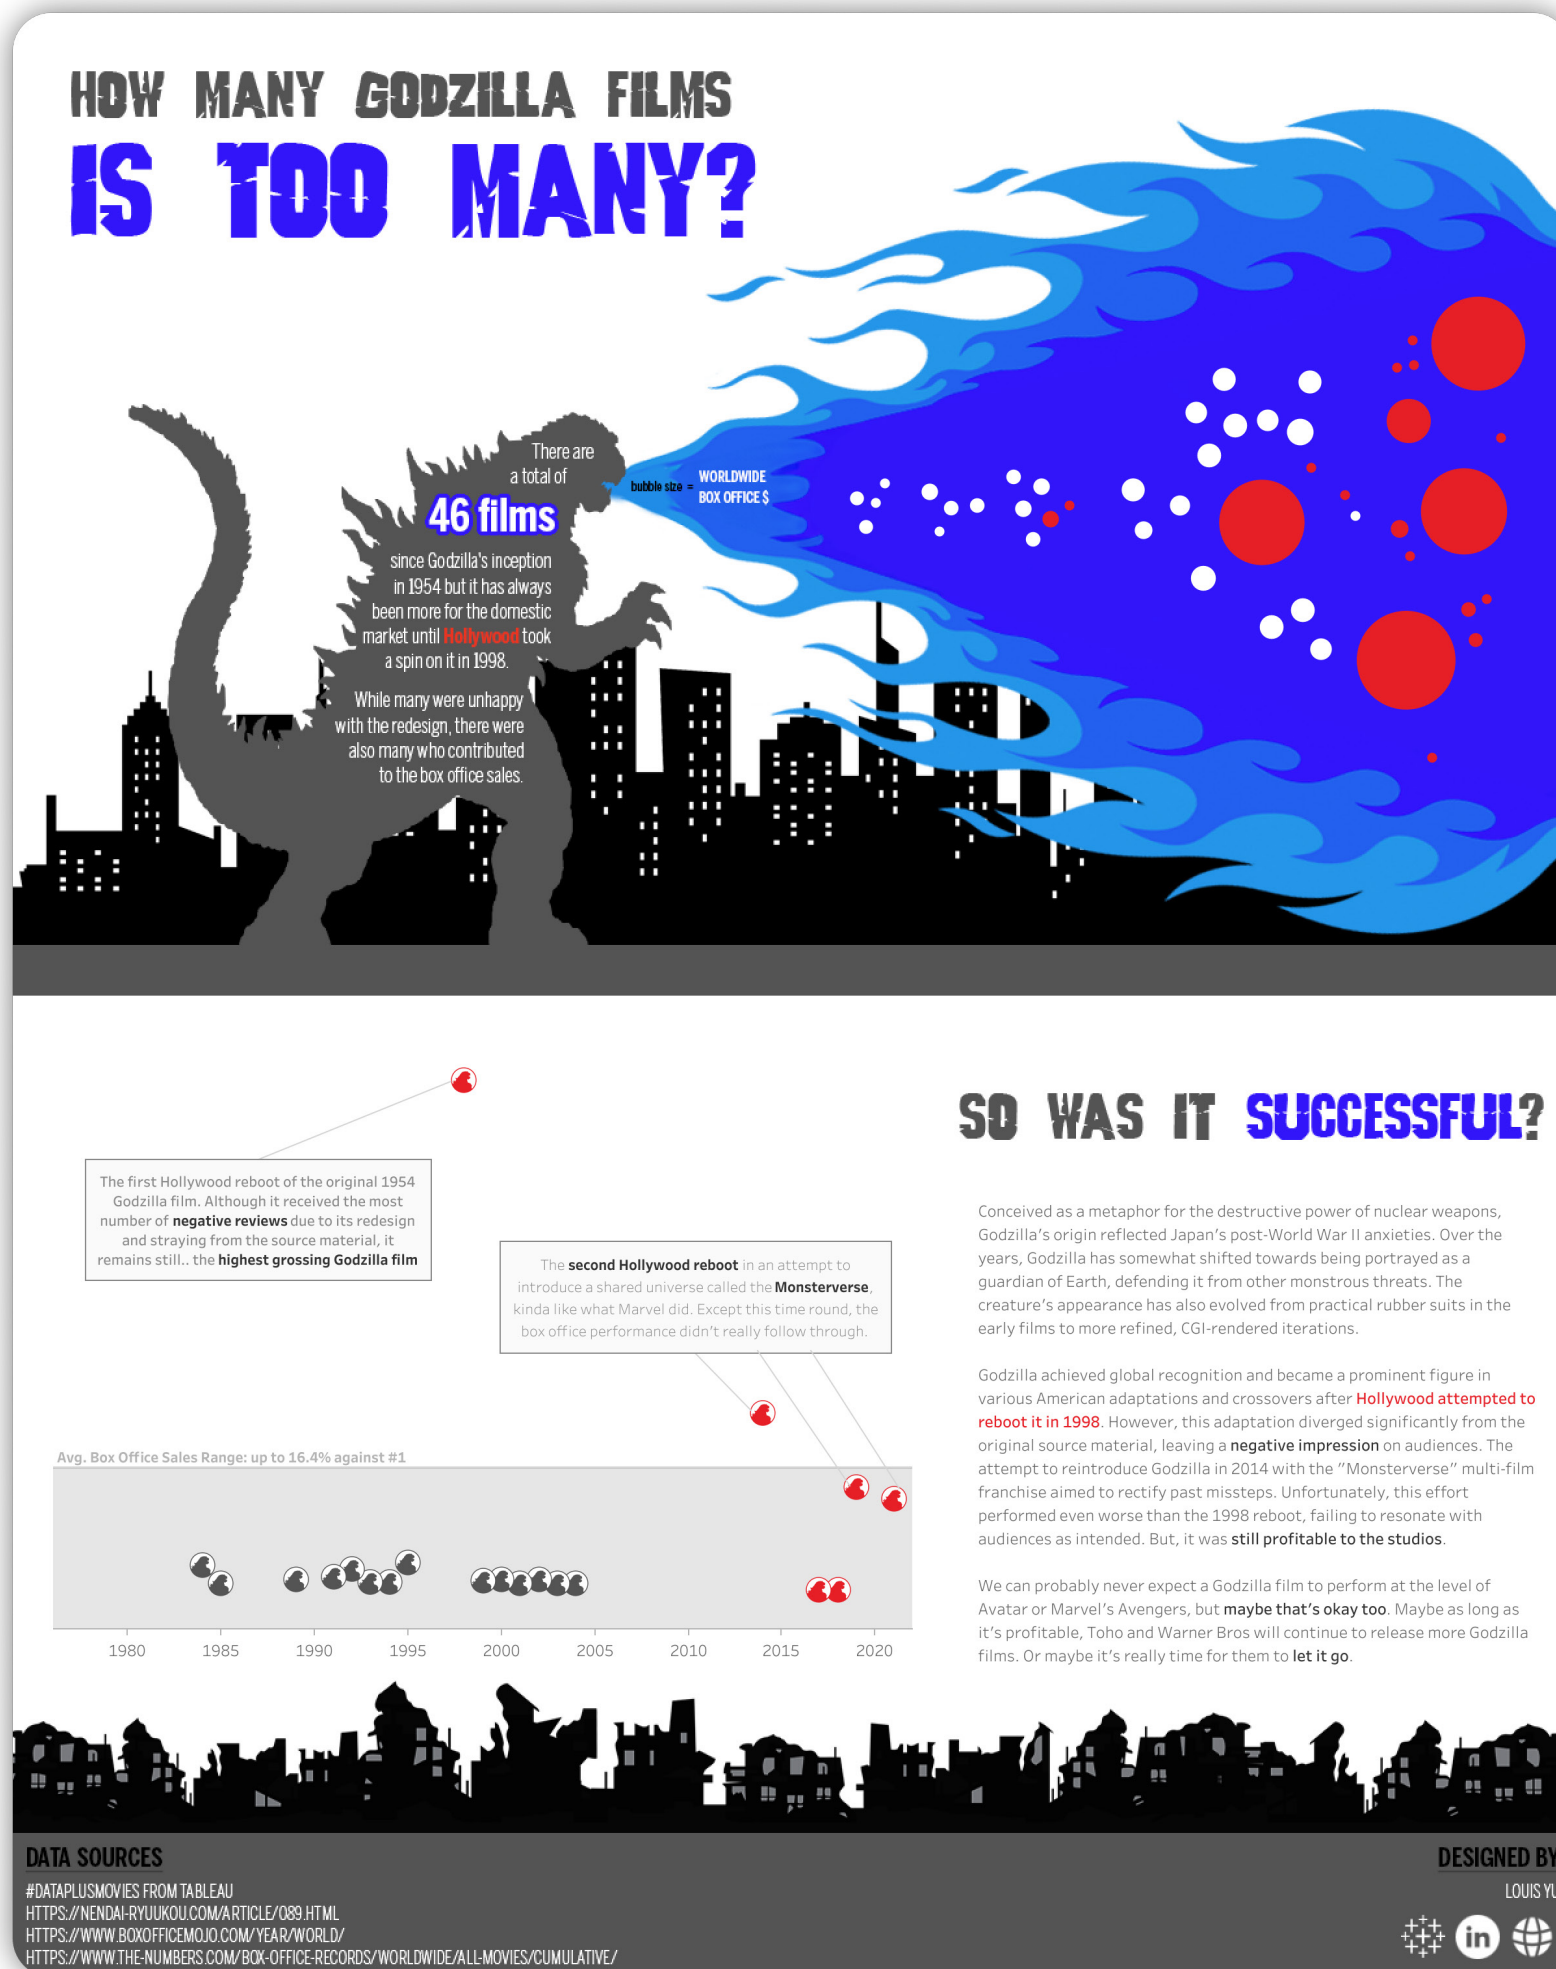 HOW MANY GODZILLA FILMS
IS TOO MANY?
There are
a total of
46 films
since Godzilla's inception
in 1954 but it has always
been more for the domestic
market until Hollywood took
a spin on it in 1998.
While many were unhappy
with the redesign, there were
also many who contributed
to the box office sales.
bubble size =
WORLDWIDE
BOX OFFICE $
The first Hollywood reboot of the original 1954
Godzilla film. Although it received the most
number of negative reviews due to its redesign
and straying from the source material, it
remains still.. the highest grossing Godzilla film
The second Hollywood reboot in an attempt to
introduce a shared universe called the Monsterverse,
kinda like what Marvel did. Except this time round, the
box office performance didn't really follow through.
Avg. Box Office Sales Range: up to 16.4% against #1
1980 1985 1990 1995 2000 2005 2010 2015 2020
SO WAS IT SUCCESSFUL?
Conceived as a metaphor for the destructive power of nuclear weapons,
Godzilla's origin reflected Japan's post-World War II anxieties. Over the
years, Godzilla has somewhat shifted towards being portrayed as a
guardian of Earth, defending it from other monstrous threats. The
creature's appearance has also evolved from practical rubber suits in the
early films to more refined, CGI-rendered iterations.
Godzilla achieved global recognition and became a prominent figure in
various American adaptations and crossovers after Hollywood attempted to
reboot it in 1998. However, this adaptation diverged significantly from the
original source material, leaving a negative impression on audiences. The
attempt to reintroduce Godzilla in 2014 with the "Monsterverse" multi-film
franchise aimed to rectify past missteps. Unfortunately, this effort
performed even worse than the 1998 reboot, failing to resonate with
audiences as intended. But, it was still profitable to the studios.
We can probably never expect a Godzilla film to perform at the level of
Avatar or Marvel's Avengers, but maybe that's okay too. Maybe as long as
it's profitable, Toho and Warner Bros will continue to release more Godzilla
films. Or maybe it's really time for them to let it go.
DATA SOURCES
#DATAPLUSMOVIES FROM TABLEAU
HTTPS://NENDAI-RYUUKOU.COM/ARTICLE/089.HTML
HTTPS://WWW.BOXOFFICEMOJO.COM/YEAR/WORLD/
HTTPS://WWW.THE-NUMBERS.COM/BOX-OFFICE-RECORDS/WORLDWIDE/ALL-MOVIES/CUMULATIVE/
DESIGNED BY
LOUIS YU
in